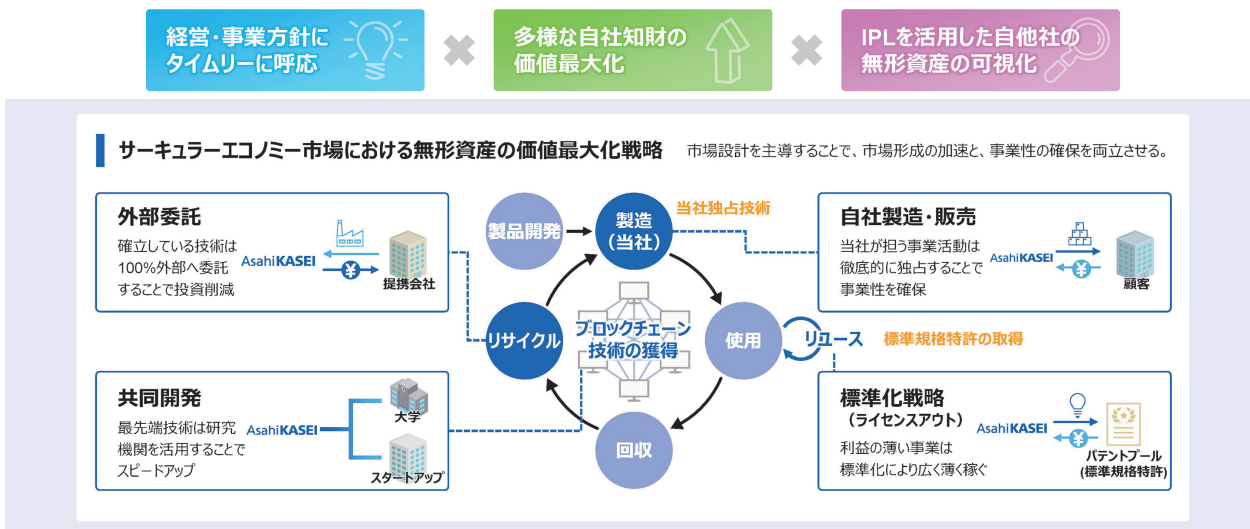 経営・事業方針に
タイムリーに呼応
多様な自社知財の
価値最大化
IPLを活用した自他社の
無形資産の可視化
サーキュラーエコノミー市場における無形資産の価値最大化戦略
市場設計を主導することで、市場形成の加速と、事業性の確保を両立させる。
外部委託
確立している技術は
100%外部へ委託
することで投資削減
AsahiKASEI
¥
提携会社
製品開発
製造
(当社)
当社独占技術
自社製造・販売
当社が担う事業活動は
徹底的に独占することで
事業性を確保
AsahiKASEI
¥
顧客
リサイクル
ブロックチェーン
技術の獲得
使用
リユース
標準規格特許の取得
回収
共同開発
最先端技術は研究
機関を活用することで
スピードアップ
AsahiKASEI
大学
スタートアップ
標準化戦略
(ライセンスアウト)
利益の薄い事業は
標準化により広く薄く稼ぐ
AsahiKASEI
¥
パテントプール
(標準規格特許)